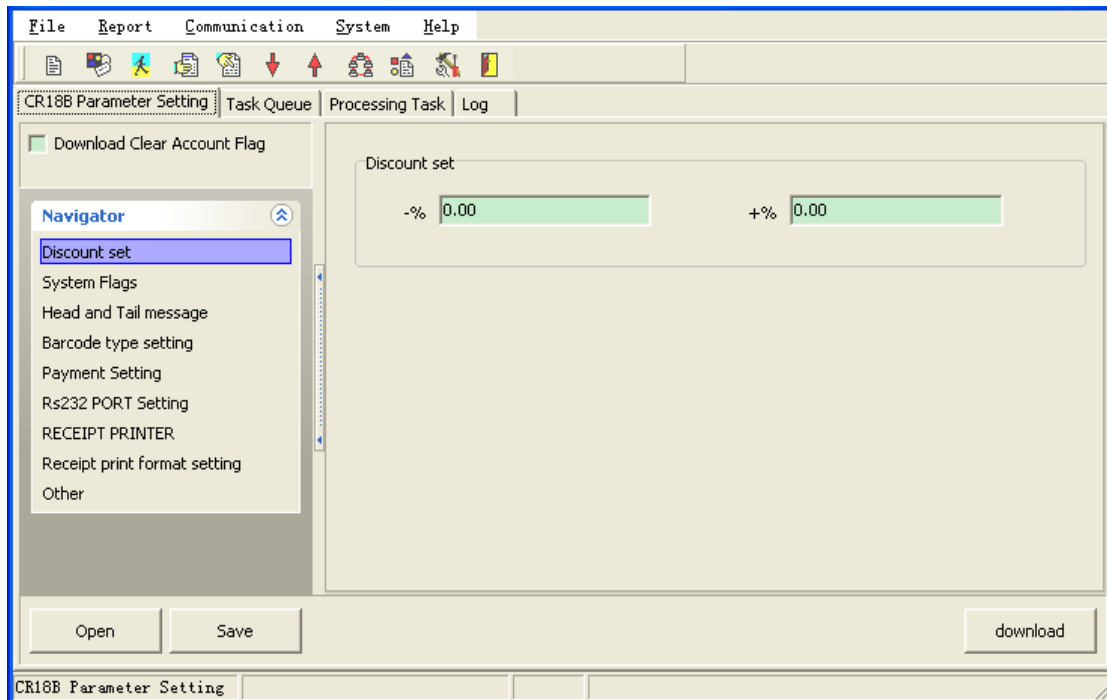 File Report Communication System Help
CR18B Parameter Setting Task Queue Processing Task Log
Download Clear Account Flag
Navigator
Discount set
System Flags
Head and Tail message
Barcode type setting
Payment Setting
Rs232 PORT Setting
RECEIPT PRINTER
Receipt print format setting
Other
Discount set
-% 0.00 +% 0.00
Open Save download
CR18B Parameter Setting